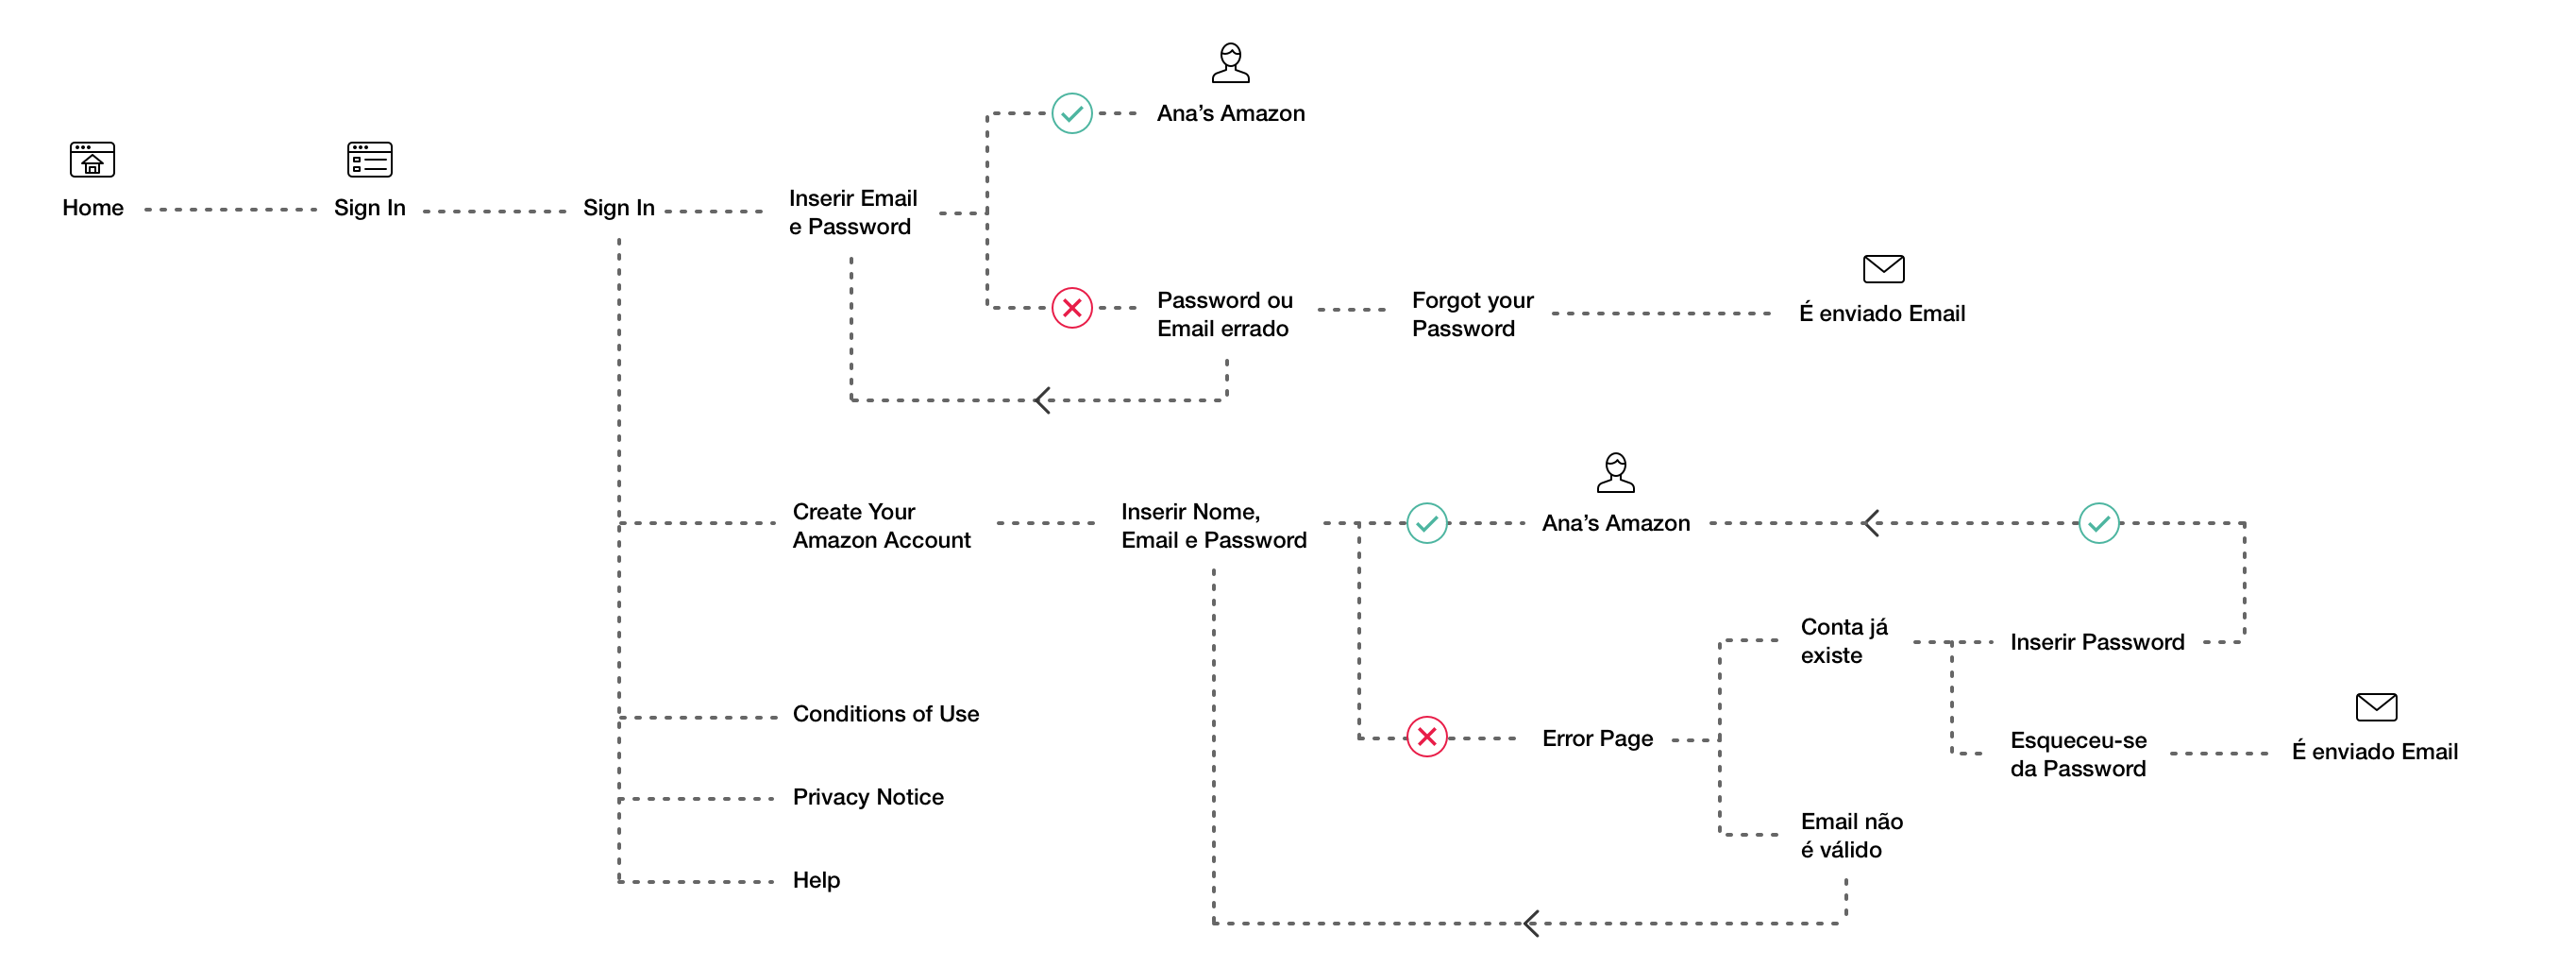 Ana’s Amazon
Home
Sign In
Sign In
Inserir Email
e Password
Password ou
Email errado
Forgot your
Password
É enviado Email
Create Your
Amazon Account
Inserir Nome,
Email e Password
Ana’s Amazon
Conta já
existe
Inserir Password
Conditions of Use
Error Page
Esqueceu-se
da Password
É enviado Email
Privacy Notice
Email não
é válido
Help